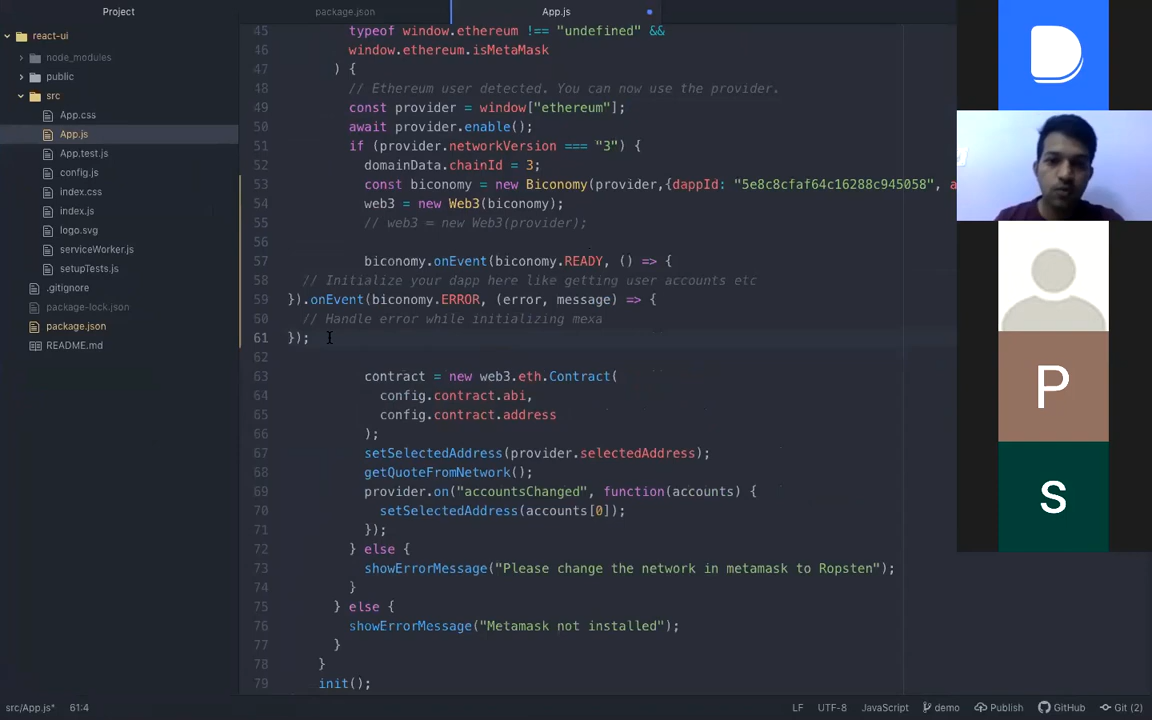 Project
package.json
App.js
react-ui
node_modules
public
src
App.css
App.js
App.test.js
config.js
index.css
index.js
logo.svg
serviceWorker.js
setupTests.js
.gitignore
package-lock.json
package.json
README.md
45 typeof window.ethereum !== "undefined" &&
46 window.ethereum.isMetaMask
47 ) {
48 // Ethereum user detected. You can now use the provider.
49 const provider = window["ethereum"];
50 await provider.enable();
51 if (provider.networkVersion === "3") {
52 domainData.chainId = 3;
53 const biconomy = new Biconomy(provider,{dappId: "5e8c8cfaf64c16288c945058", a
54 web3 = new Web3(biconomy);
55 // web3 = new Web3(provider);
56
57 biconomy.onEvent(biconomy.READY, () => {
58 // Initialize your dapp here like getting user accounts etc
59 }).onEvent(biconomy.ERROR, (error, message) => {
60 // Handle error while initializing mexa
61 });
62
63 contract = new web3.eth.Contract(
64 config.contract.abi,
65 config.contract.address
66 );
67 setSelectedAddress(provider.selectedAddress);
68 getQuoteFromNetwork();
69 provider.on("accountsChanged", function(accounts) {
70 setSelectedAddress(accounts[0]);
71 });
72 } else {
73 showErrorMessage("Please change the network in metamask to Ropsten");
74 }
75 } else {
76 showErrorMessage("Metamask not installed");
77 }
78 }
79 init();
P
S
src/App.js* 61:4 LF UTF-8 JavaScript demo Publish GitHub Git (2)